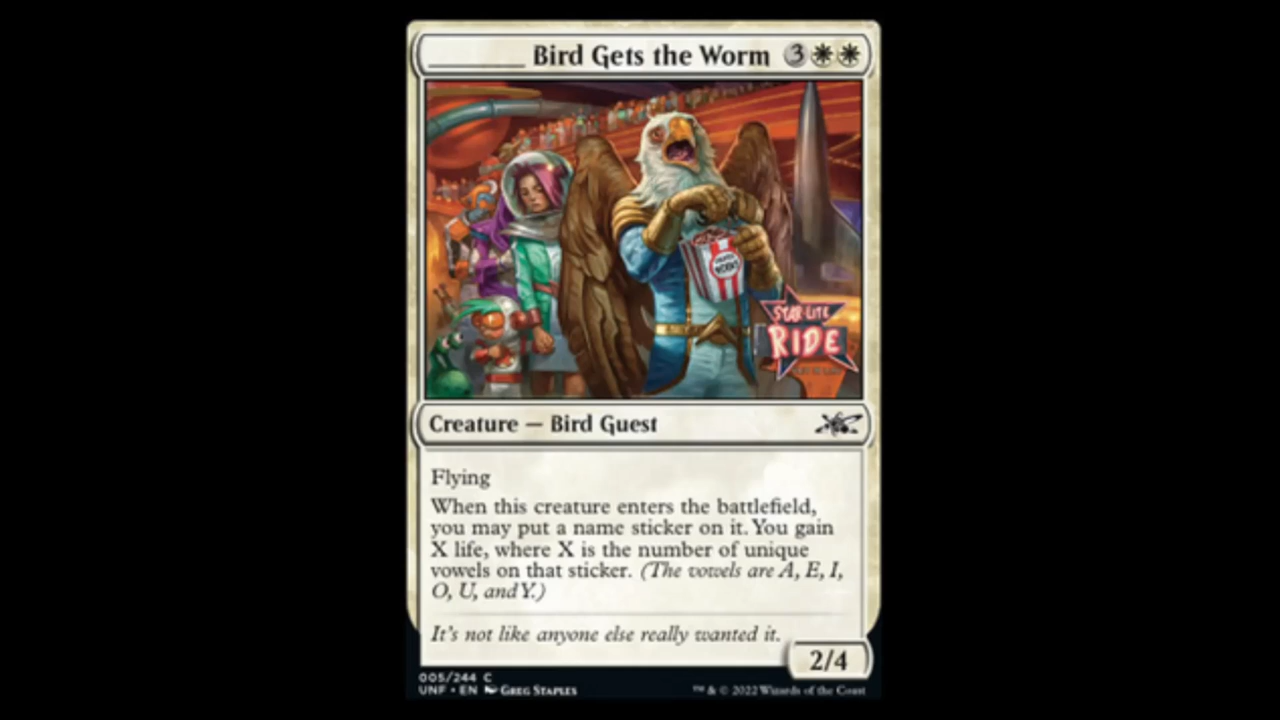 ________ Bird Gets the Worm 3
WORMS
STAR-LITE
RIDE
Creature — Bird Guest
Flying
When this creature enters the battlefield,
you may put a name sticker on it. You gain
X life, where X is the number of unique
vowels on that sticker. (The vowels are A, E, I,
O, U, and Y.)
It's not like anyone else really wanted it.
2/4
005/244 C
UNF • EN Greg Staples
™ & © 2022 Wizards of the Coast